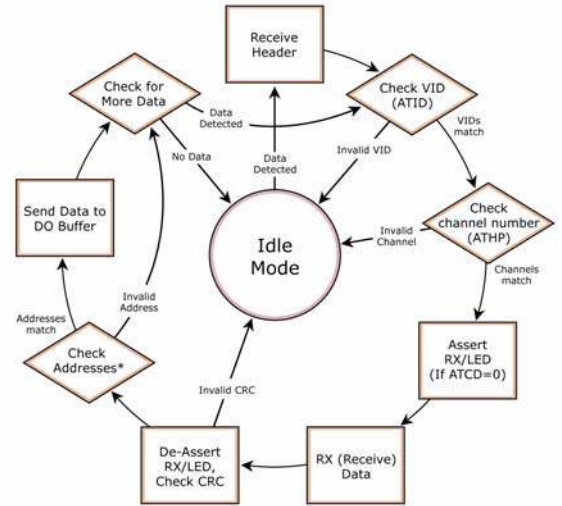 Receive
Header
Check VID
(ATID)
VIDs
match
Check
channel number
(ATHP)
Channels
match
Assert
RX/LED
(If ATCD=0)
RX (Receive)
Data
De-Assert
RX/LED,
Check CRC
Check
Addresses*
Addresses
match
Send Data to
DO Buffer
Check for
More Data
Data
Detected
No Data
Data
Detected
Invalid VID
Invalid
Channel
Invalid CRC
Invalid
Address
Idle
Mode